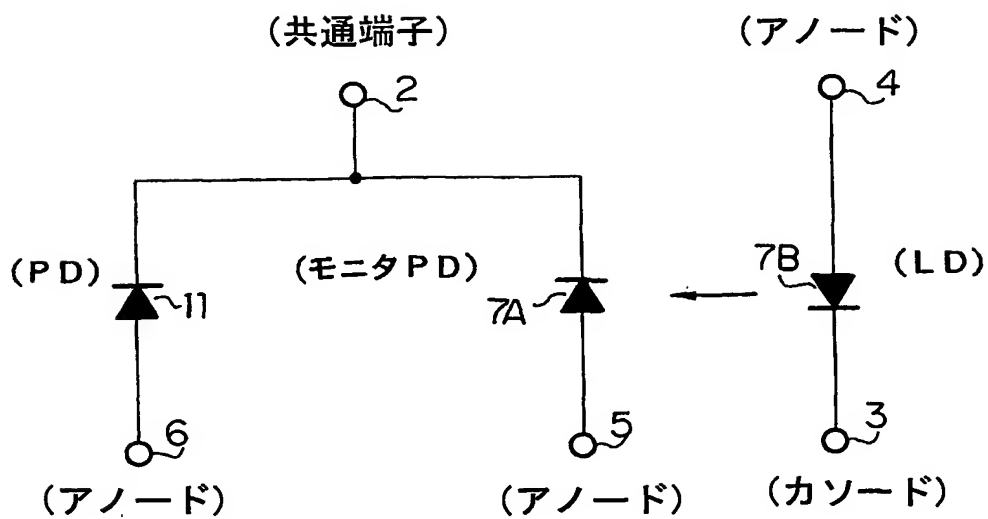 (共通端子)
(アノード)
2
4
(PD)
(モニタPD)
7B
(LD)
11
7A
6
5
3
(アノード)
(アノード)
(カソード)